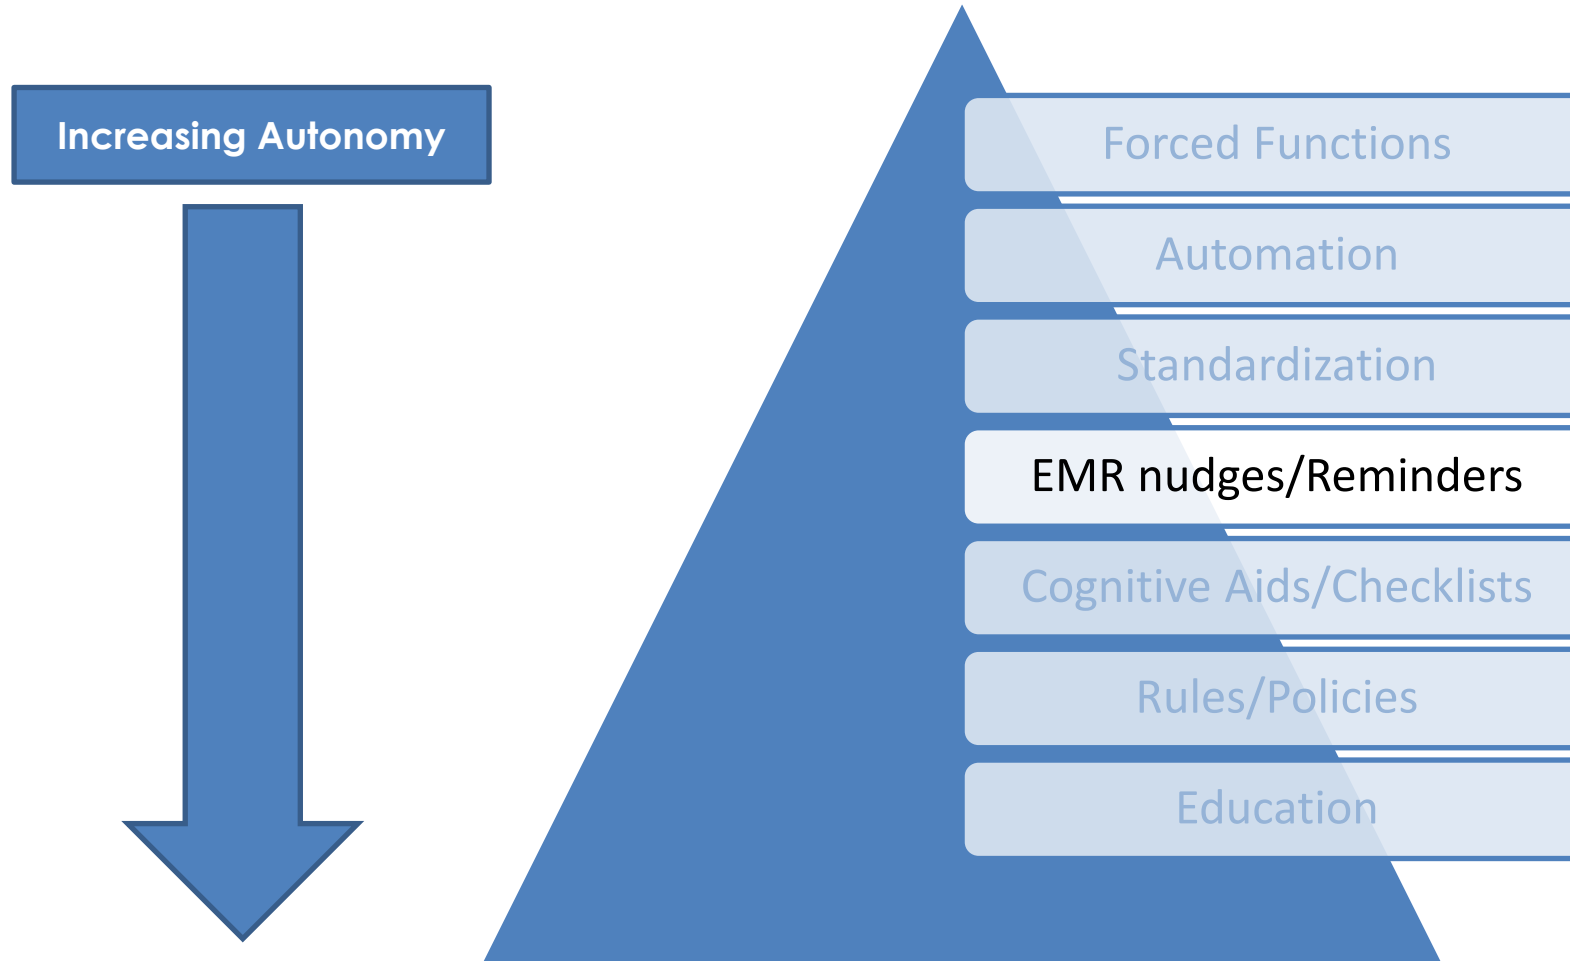 Increasing Autonomy
Forced Functions
Automation
Standardization
EMR nudges/Reminders
Cognitive Aids/Checklists
Rules/Policies
Education